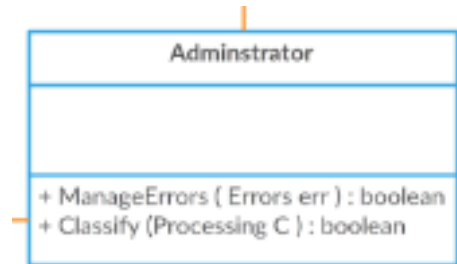 Adminstrator
+ ManageErrors ( Errors err ) : boolean
+ Classify (Processing C ) : boolean